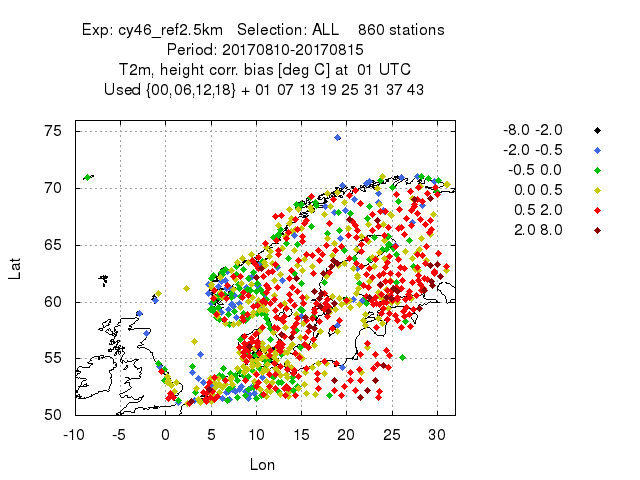 Exp: cy46_ref2.5km   Selection: ALL    860 stations
Period: 20170810-20170815
T2m, height corr. bias [deg C] at  01 UTC
Used {00,06,12,18} + 01 07 13 19 25 31 37 43
-8.0 -2.0
-2.0 -0.5
-0.5 0.0
0.0 0.5
0.5 2.0
2.0 8.0
75
70
65
60
55
50
Lat
-10 -5 0 5 10 15 20 25 30
Lon